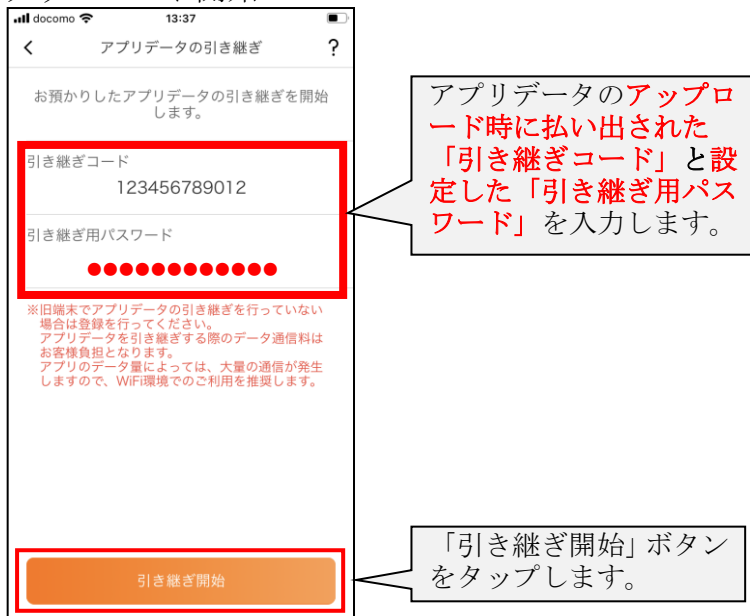 docomo 13:37
アプリデータの引き継ぎ ?
お預かりしたアプリデータの引き継ぎを開始
します。
引き継ぎコード
123456789012
引き継ぎ用パスワード
●●●●●●●●●●●●
※旧端末でアプリデータの引き継ぎを行っていない
場合は登録を行ってください。
アプリデータを引き継ぎする際のデータ通信料は
お客様負担となります。
アプリのデータ量によっては、大量の通信が発生
しますので、WiFi環境でのご利用を推奨します。
引き継ぎ開始
アプリデータのアップロ
ード時に払い出された
「引き継ぎコード」と設
定した「引き継ぎ用パス
ワード」を入力します。
「引き継ぎ開始」ボタン
をタップします。